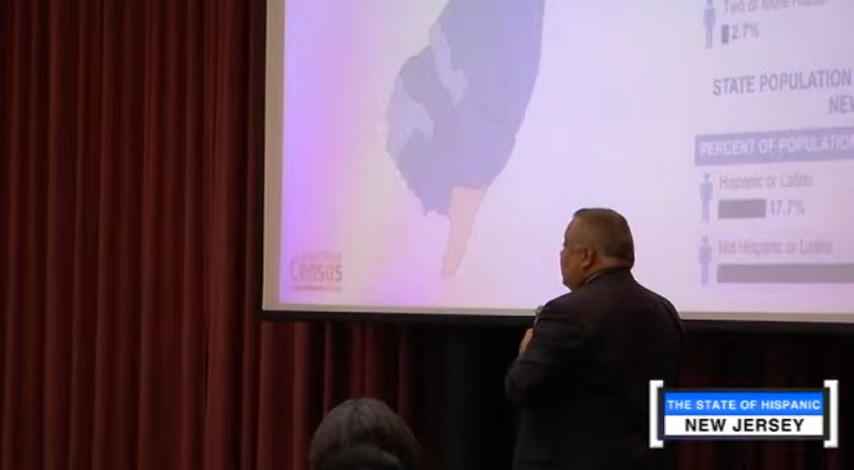 Two or More Races
2.7%
STATE POPULATION
NEW
PERCENT OF POPULATION
Hispanic or Latino
17.7%
Not Hispanic or Latino
Census
THE STATE OF HISPANIC
NEW JERSEY